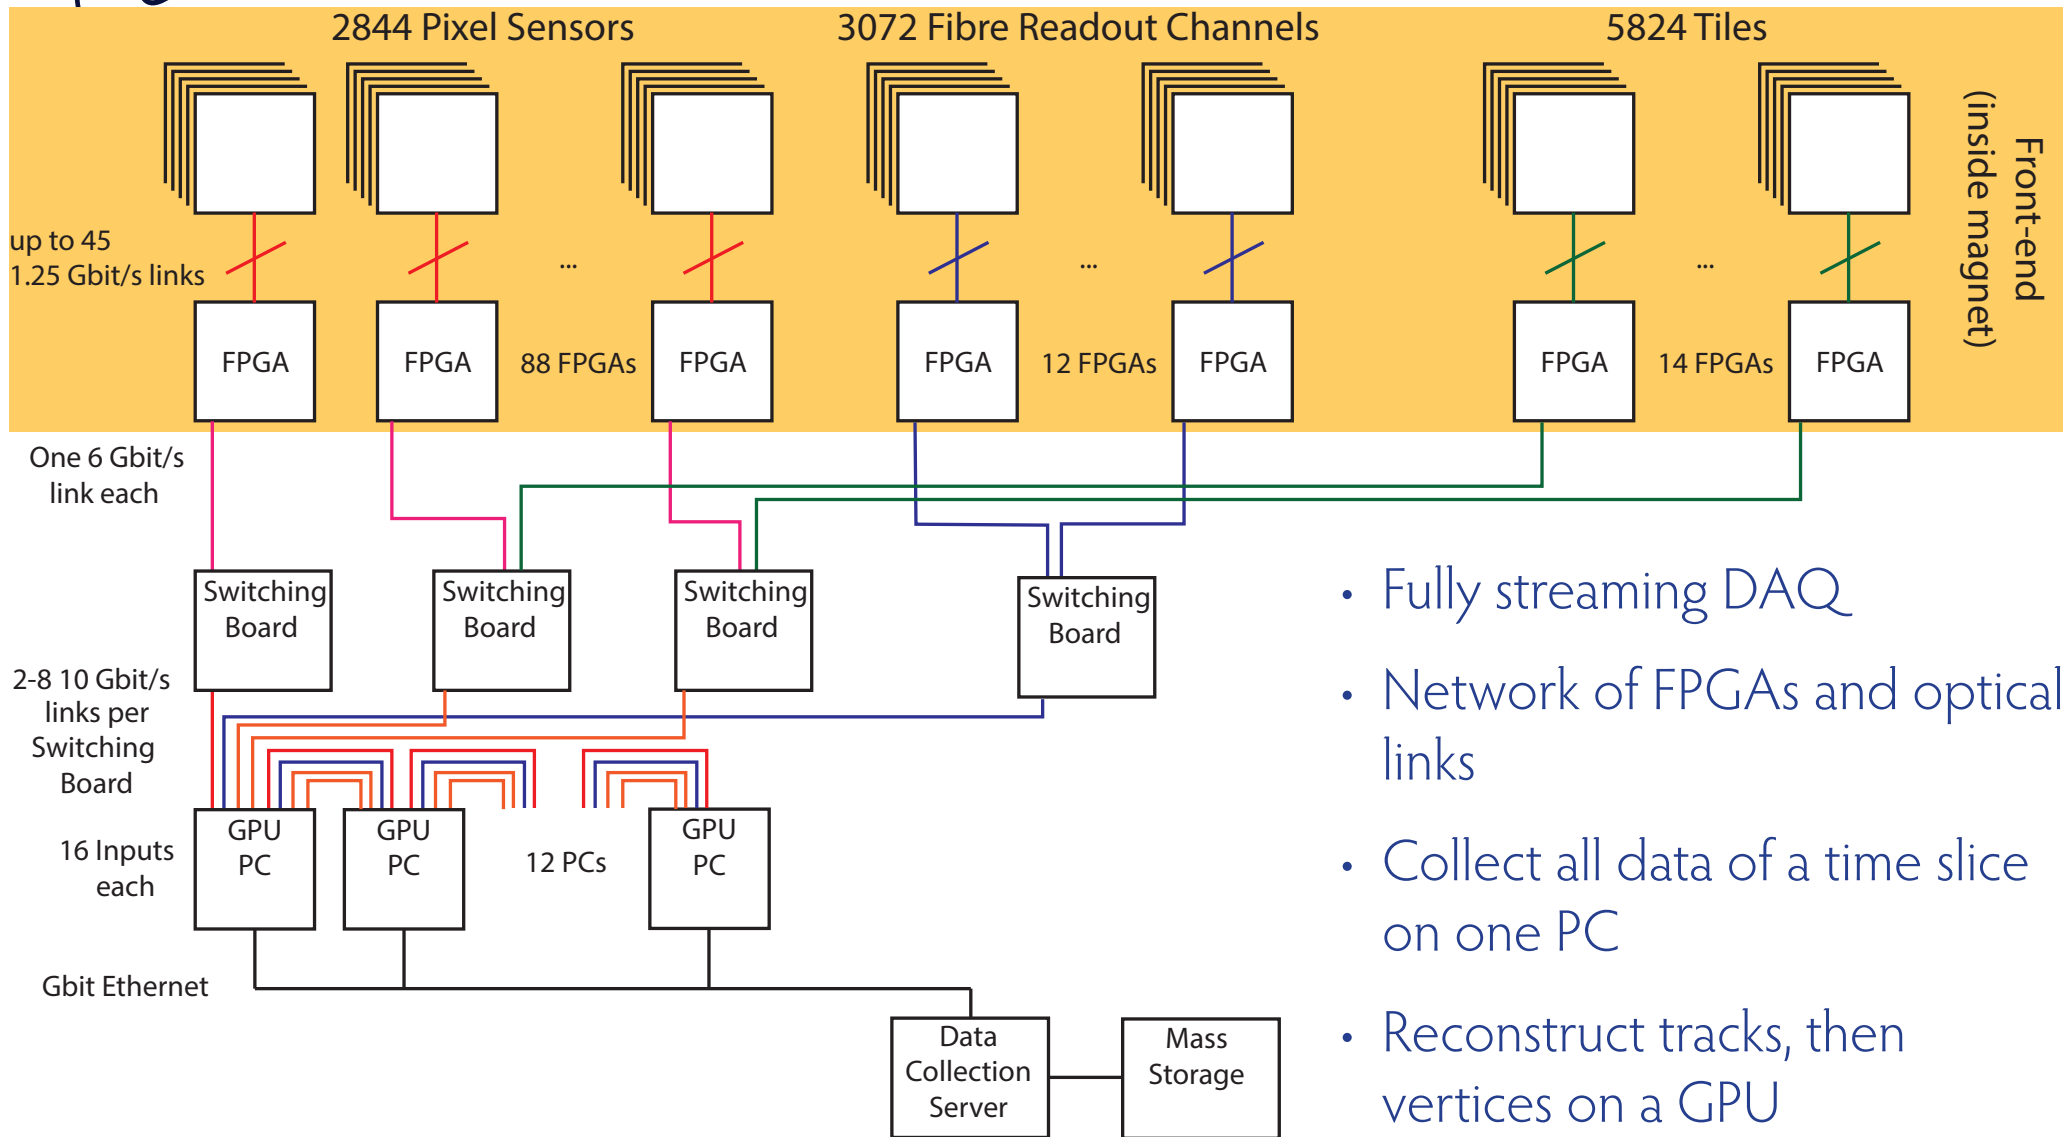 2844 Pixel Sensors
3072 Fibre Readout Channels
5824 Tiles
Front-end
(inside magnet)
up to 45
1.25 Gbit/s links
...
...
...
FPGA
FPGA
88 FPGAs
FPGA
FPGA
12 FPGAs
FPGA
FPGA
14 FPGAs
FPGA
One 6 Gbit/s
link each
Switching
Board
Switching
Board
Switching
Board
Switching
Board
2-8 10 Gbit/s
links per
Switching
Board
16 Inputs
each
GPU
PC
GPU
PC
12 PCs
GPU
PC
Gbit Ethernet
Data
Collection
Server
Mass
Storage
• Fully streaming DAQ
• Network of FPGAs and optical
links
• Collect all data of a time slice
on one PC
• Reconstruct tracks, then
vertices on a GPU